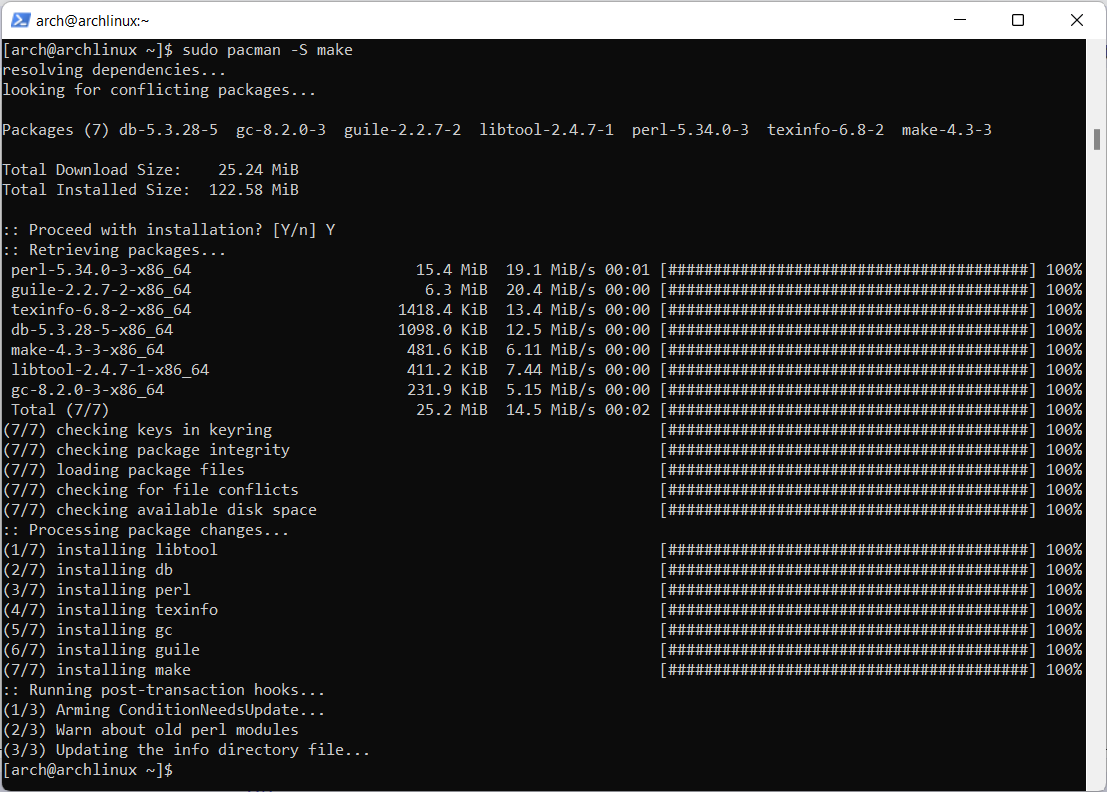 arch@archlinux:~
[arch@archlinux ~]$ sudo pacman -S make
resolving dependencies...
looking for conflicting packages...
Packages (7) db-5.3.28-5  gc-8.2.0-3  guile-2.2.7-2  libtool-2.4.7-1  perl-5.34.0-3  texinfo-6.8-2  make-4.3-3
Total Download Size:    25.24 MiB
Total Installed Size:  122.58 MiB
:: Proceed with installation? [Y/n] Y
:: Retrieving packages...
perl-5.34.0-3-x86_64 15.4 MiB 19.1 MiB/s 00:01 [########################################] 100%
guile-2.2.7-2-x86_64 6.3 MiB 20.4 MiB/s 00:00 [########################################] 100%
texinfo-6.8-2-x86_64 1418.4 KiB 13.4 MiB/s 00:00 [########################################] 100%
db-5.3.28-5-x86_64 1098.0 KiB 12.5 MiB/s 00:00 [########################################] 100%
make-4.3-3-x86_64 481.6 KiB 6.11 MiB/s 00:00 [########################################] 100%
libtool-2.4.7-1-x86_64 411.2 KiB 7.44 MiB/s 00:00 [########################################] 100%
gc-8.2.0-3-x86_64 231.9 KiB 5.15 MiB/s 00:00 [########################################] 100%
Total (7/7) 25.2 MiB 14.5 MiB/s 00:02 [########################################] 100%
(7/7) checking keys in keyring [########################################] 100%
(7/7) checking package integrity [########################################] 100%
(7/7) loading package files [########################################] 100%
(7/7) checking for file conflicts [########################################] 100%
(7/7) checking available disk space [########################################] 100%
:: Processing package changes...
(1/7) installing libtool [########################################] 100%
(2/7) installing db [########################################] 100%
(3/7) installing perl [########################################] 100%
(4/7) installing texinfo [########################################] 100%
(5/7) installing gc [########################################] 100%
(6/7) installing guile [########################################] 100%
(7/7) installing make [########################################] 100%
:: Running post-transaction hooks...
(1/3) Arming ConditionNeedsUpdate...
(2/3) Warn about old perl modules
(3/3) Updating the info directory file...
[arch@archlinux ~]$